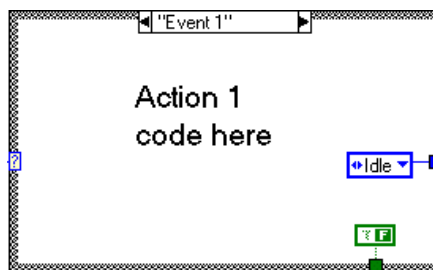 "Event 1"
Action 1
code here
?
Idle
F